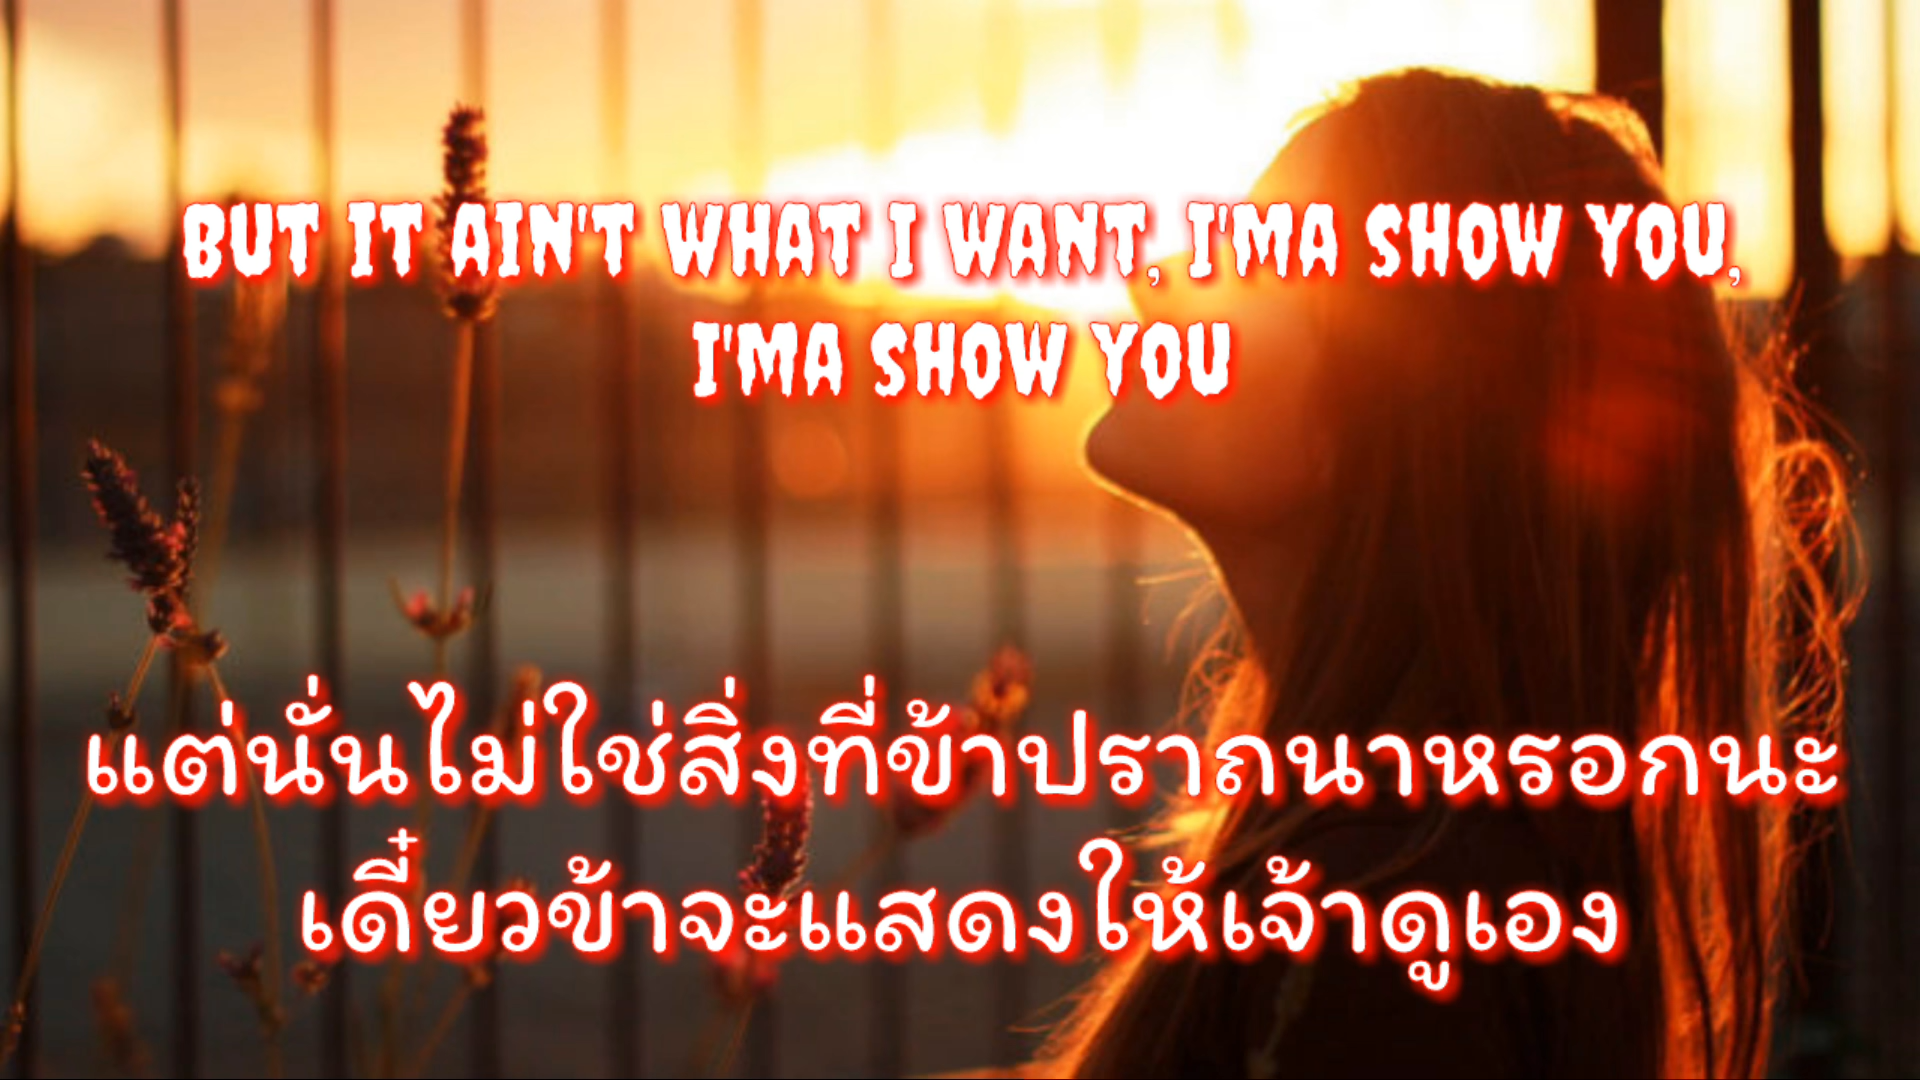 BUT IT AIN'T WHAT I WANT, I'MA SHOW YOU,
I'MA SHOW YOU
แต่นั่นไม่ใช่สิ่งที่ข้าปราถนาหรอกนะ
เดี๋ยวข้าจะแสดงให้เจ้าดูเอง